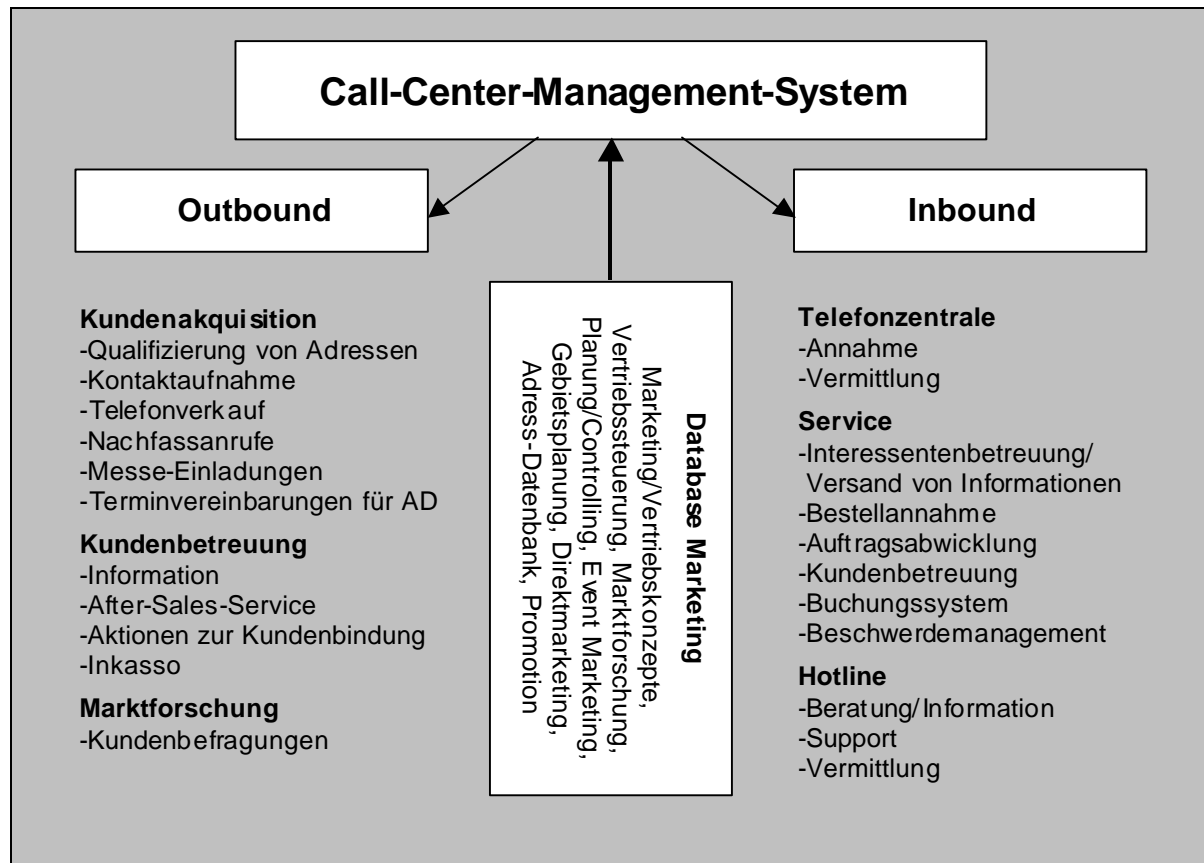 Call-Center-Management-System
Outbound
Kundenakquisition
-Qualifizierung von Adressen
-Kontaktaufnahme
-Telefonverkauf
-Nachfassanrufe
-Messe-Einladungen
-Terminvereinbarungen für AD
Kundenbetreuung
-Information
-After-Sales-Service
-Aktionen zur Kundenbindung
-Inkasso
Marktforschung
-Kundenbefragungen
Database Marketing
Marketing/Vertriebskonzepte,
Vertriebssteuerung, Marktforschung,
Planung/Controlling, Event Marketing,
Gebietsplanung, Direktmarketing,
Adress-Datenbank, Promotion
Inbound
Telefonzentrale
-Annahme
-Vermittlung
Service
-Interessentenbetreuung/
Versand von Informationen
-Bestellannahme
-Auftragsabwicklung
-Kundenbetreuung
-Buchungssystem
-Beschwerdemanagement
Hotline
-Beratung/Information
-Support
-Vermittlung